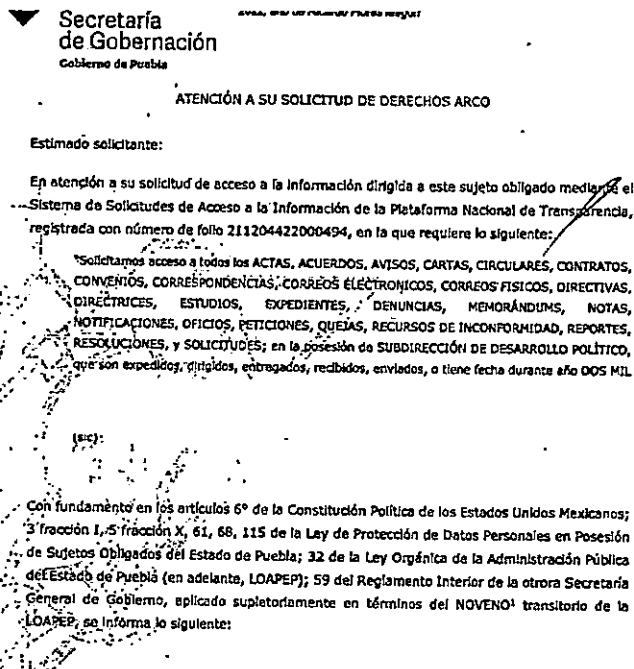 Secretaría
de Gobernación
Gobierno de Puebla
ATENCIÓN A SU SOLICITUD DE DERECHOS ARCO
Estimado solicitante:
En atención a su solicitud de acceso a la información dirigida a este sujeto obligado mediante el
Sistema de Solicitudes de Acceso a la Información de la Plataforma Nacional de Transparencia,
registrada con número de folio 211204422000494, en la que requiere lo siguiente:
"Solicitamos acceso a todos los ACTAS, ACUERDOS, AVISOS, CARTAS, CIRCULARES, CONTRATOS,
CONVENIOS, CORRESPONDENCIAS, CORREOS ELECTRONICOS, CORREOS FISICOS, DIRECTIVAS,
DIRECTRICES, ESTUDIOS, EXPEDIENTES, DENUNCIAS, MEMORÁNDUMS, NOTAS,
NOTIFICACIONES, OFICIOS, PETICIONES, QUEJAS, RECURSOS DE INCONFORMIDAD, REPORTES,
RESOLUCIONES, y SOLICITUDES; en la posesión de SUBDIRECCIÓN DE DESARROLLO POLÍTICO,
que son expedidos, dirigidos, entregados, recibidos, enviados, o tiene fecha durante año DOS MIL
(sic):
Con fundamento en los artículos 6° de la Constitución Política de los Estados Unidos Mexicanos;
3 fracción I, 5 fracción X, 61, 68, 115 de la Ley de Protección de Datos Personales en Posesión
de Sujetos Obligados del Estado de Puebla; 32 de la Ley Orgánica de la Administración Pública
del Estado de Puebla (en adelante, LOAPEP); 59 del Reglamento Interior de la otrora Secretaría
General de Gobierno, aplicado supletoriamente en términos del NOVENO¹ transitorio de la
LOAPEP, se informa lo siguiente: